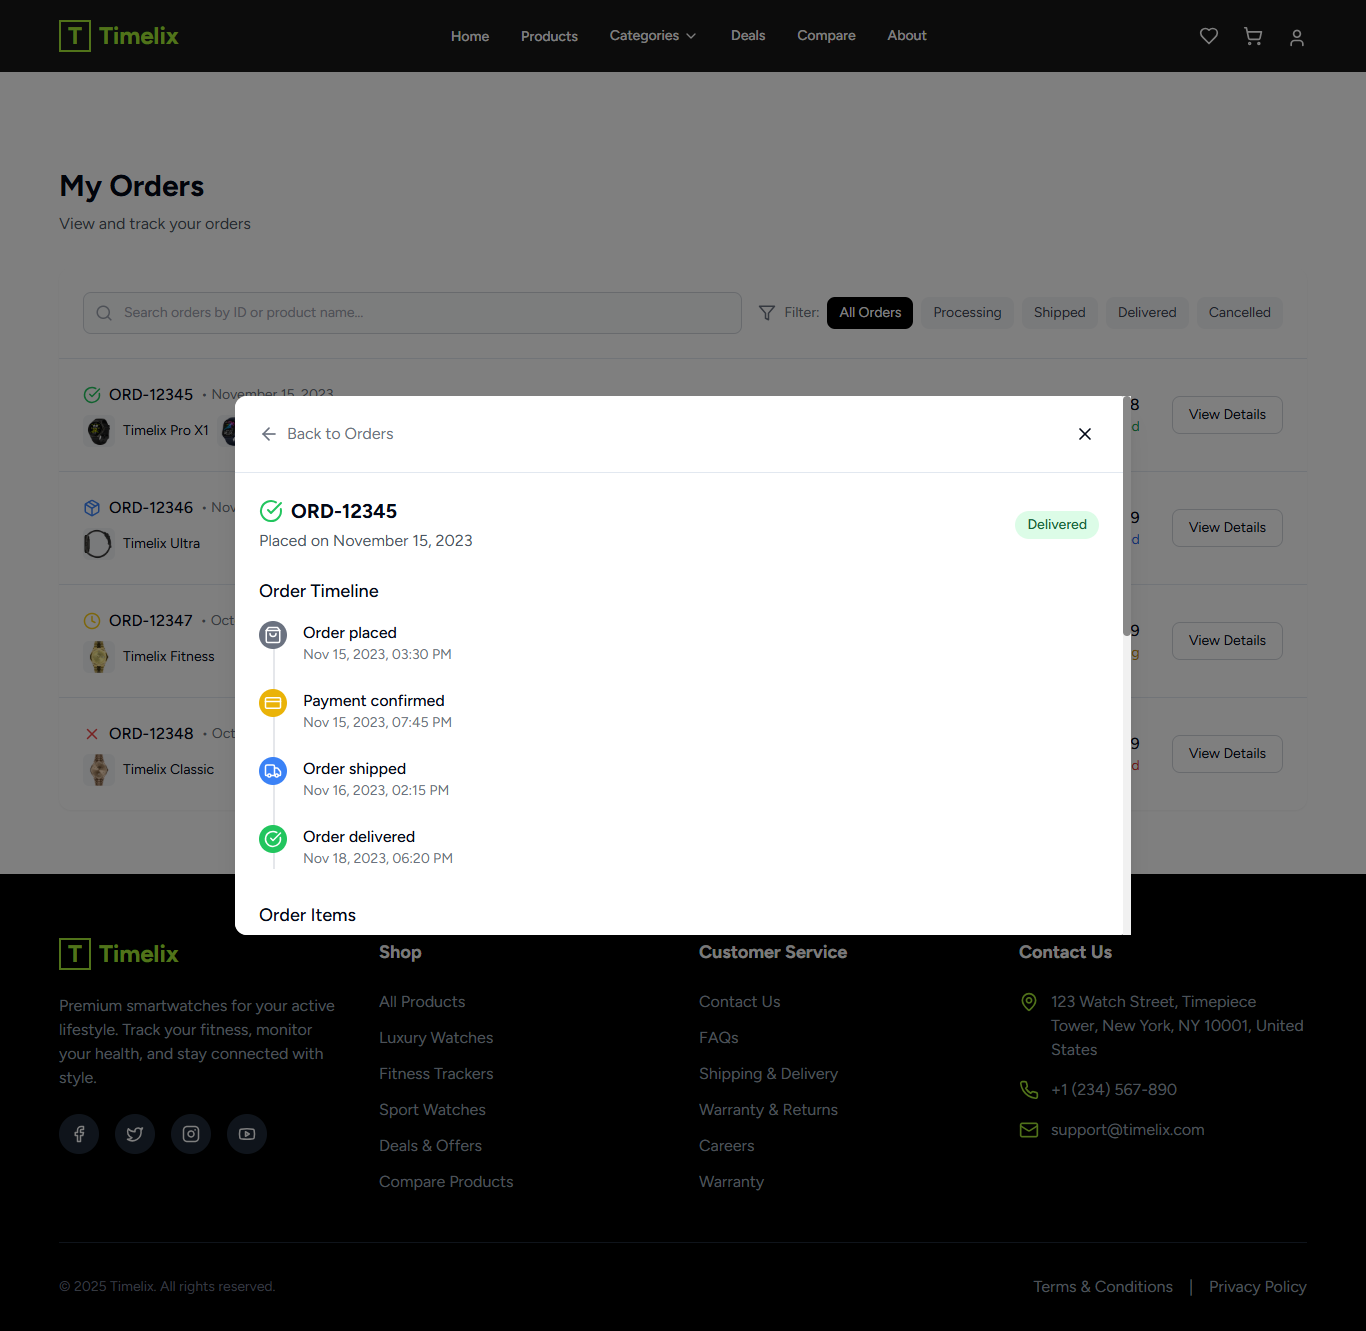 T Timelix
Home Products Categories Deals Compare About
My Orders
View and track your orders
Search orders by ID or product name...
Filter: All Orders Processing Shipped Delivered Cancelled
ORD-12345 • November 15, 2023
Timelix Pro X1
8
d
View Details
ORD-12346 • Nov
Timelix Ultra
9
d
View Details
ORD-12347 • Oct
Timelix Fitness
9
g
View Details
ORD-12348 • Oct
Timelix Classic
9
d
View Details
Back to Orders
ORD-12345
Placed on November 15, 2023
Delivered
Order Timeline
Order placed
Nov 15, 2023, 03:30 PM
Payment confirmed
Nov 15, 2023, 07:45 PM
Order shipped
Nov 16, 2023, 02:15 PM
Order delivered
Nov 18, 2023, 06:20 PM
Order Items
T Timelix
Premium smartwatches for your active
lifestyle. Track your fitness, monitor
your health, and stay connected with
style.
Shop
All Products
Luxury Watches
Fitness Trackers
Sport Watches
Deals & Offers
Compare Products
Customer Service
Contact Us
FAQs
Shipping & Delivery
Warranty & Returns
Careers
Warranty
Contact Us
123 Watch Street, Timepiece
Tower, New York, NY 10001, United
States
+1 (234) 567-890
support@timelix.com
© 2025 Timelix. All rights reserved.
Terms & Conditions | Privacy Policy